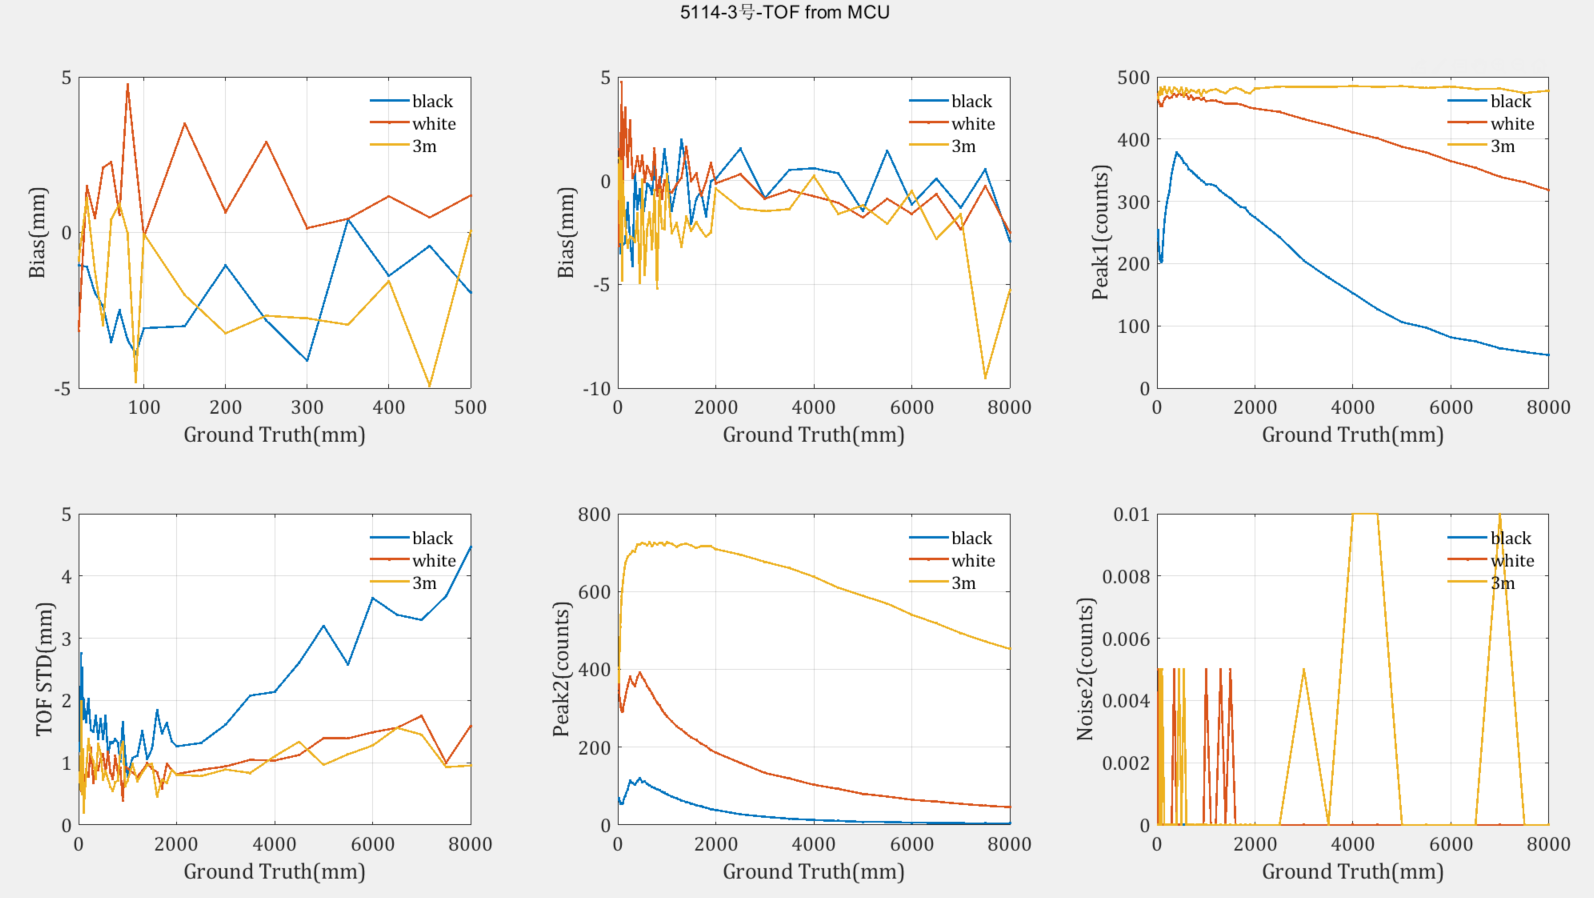 5114-3号-TOF from MCU
5
0
-5
Bias(mm)
100 200 300 400 500
Ground Truth(mm)
black
white
3m
5
0
-5
-10
Bias(mm)
0 2000 4000 6000 8000
Ground Truth(mm)
black
white
3m
500
400
300
200
100
0
Peak1(counts)
0 2000 4000 6000 8000
Ground Truth(mm)
black
white
3m
5
4
3
2
1
0
TOF STD(mm)
0 2000 4000 6000 8000
Ground Truth(mm)
black
white
3m
800
600
400
200
0
Peak2(counts)
0 2000 4000 6000 8000
Ground Truth(mm)
black
white
3m
0.01
0.008
0.006
0.004
0.002
0
Noise2(counts)
0 2000 4000 6000 8000
Ground Truth(mm)
black
white
3m